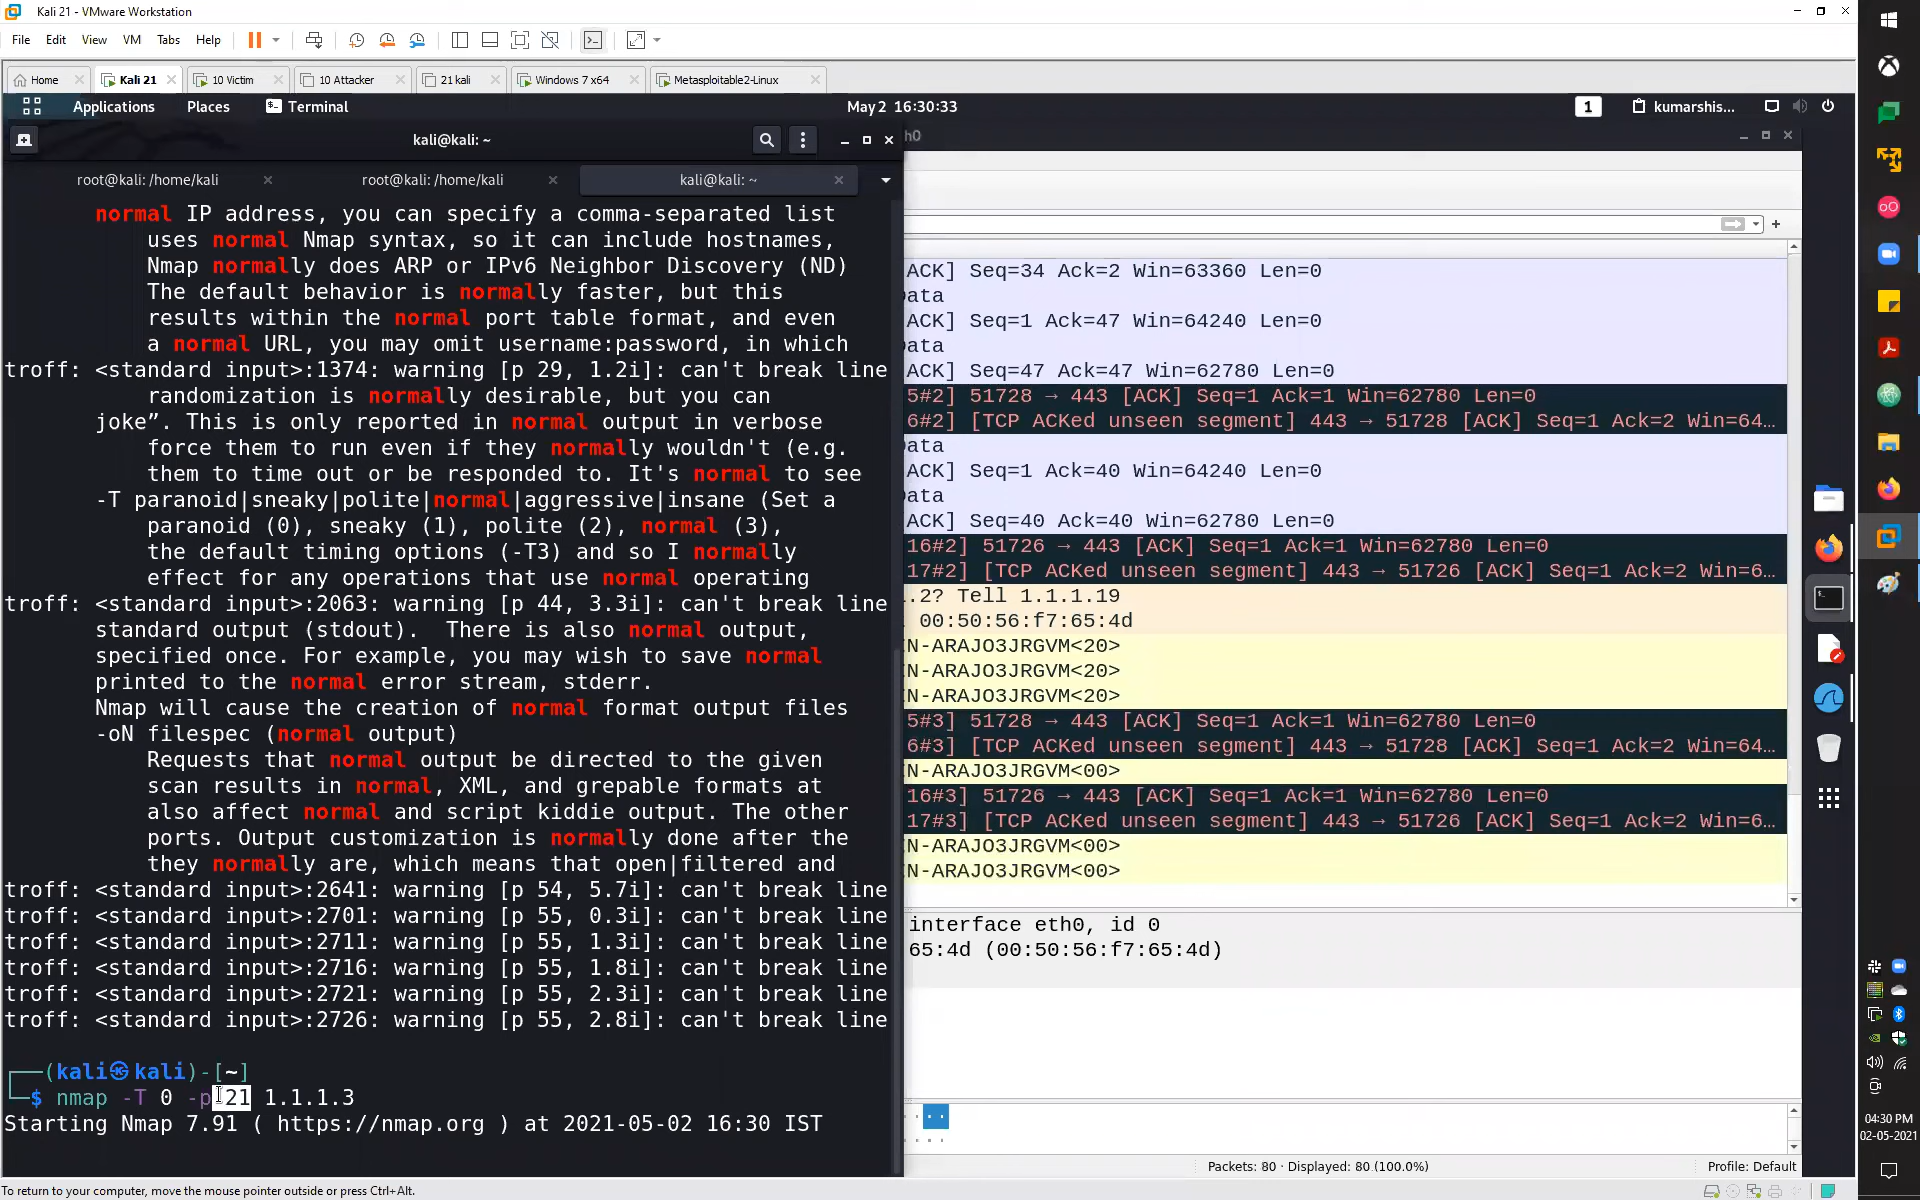 Kali 21 - VMware Workstation
File Edit View VM Tabs Help
Home Kali 21 10 Victim 10 Attacker 21 kali Windows 7 x64 Metasploitable2-Linux
Applications Places Terminal May 2 16:30:33 1 kumarshis...
kali@kali: ~
root@kali: /home/kali root@kali: /home/kali kali@kali: ~
normal IP address, you can specify a comma-separated list
uses normal Nmap syntax, so it can include hostnames,
Nmap normally does ARP or IPv6 Neighbor Discovery (ND)
The default behavior is normally faster, but this
results within the normal port table format, and even
a normal URL, you may omit username:password, in which
troff: <standard input>:1374: warning [p 29, 1.2i]: can't break line
randomization is normally desirable, but you can
joke”. This is only reported in normal output in verbose
force them to run even if they normally wouldn't (e.g.
them to time out or be responded to. It's normal to see
-T paranoid|sneaky|polite|normal|aggressive|insane (Set a
paranoid (0), sneaky (1), polite (2), normal (3),
the default timing options (-T3) and so I normally
effect for any operations that use normal operating
troff: <standard input>:2063: warning [p 44, 3.3i]: can't break line
standard output (stdout). There is also normal output,
specified once. For example, you may wish to save normal
printed to the normal error stream, stderr.
Nmap will cause the creation of normal format output files
-oN filespec (normal output)
Requests that normal output be directed to the given
scan results in normal, XML, and grepable formats at
also affect normal and script kiddie output. The other
ports. Output customization is normally done after the
they normally are, which means that open|filtered and
troff: <standard input>:2641: warning [p 54, 5.7i]: can't break line
troff: <standard input>:2701: warning [p 55, 0.3i]: can't break line
troff: <standard input>:2711: warning [p 55, 1.3i]: can't break line
troff: <standard input>:2716: warning [p 55, 1.8i]: can't break line
troff: <standard input>:2721: warning [p 55, 2.3i]: can't break line
troff: <standard input>:2726: warning [p 55, 2.8i]: can't break line
(kali㉿kali)-[~]
$ nmap -T 0 -p 21 1.1.1.3
Starting Nmap 7.91 ( https://nmap.org ) at 2021-05-02 16:30 IST
h0
ACK] Seq=34 Ack=2 Win=63360 Len=0
ata
ACK] Seq=1 Ack=47 Win=64240 Len=0
ata
ACK] Seq=47 Ack=47 Win=62780 Len=0
5#2] 51728 → 443 [ACK] Seq=1 Ack=1 Win=62780 Len=0
6#2] [TCP ACKed unseen segment] 443 → 51728 [ACK] Seq=1 Ack=2 Win=64…
ata
ACK] Seq=1 Ack=40 Win=64240 Len=0
ata
ACK] Seq=40 Ack=40 Win=62780 Len=0
16#2] 51726 → 443 [ACK] Seq=1 Ack=1 Win=62780 Len=0
17#2] [TCP ACKed unseen segment] 443 → 51726 [ACK] Seq=1 Ack=2 Win=6…
.2? Tell 1.1.1.19
00:50:56:f7:65:4d
N-ARAJO3JRGVM<20>
N-ARAJO3JRGVM<20>
N-ARAJO3JRGVM<20>
5#3] 51728 → 443 [ACK] Seq=1 Ack=1 Win=62780 Len=0
6#3] [TCP ACKed unseen segment] 443 → 51728 [ACK] Seq=1 Ack=2 Win=64…
N-ARAJO3JRGVM<00>
16#3] 51726 → 443 [ACK] Seq=1 Ack=1 Win=62780 Len=0
17#3] [TCP ACKed unseen segment] 443 → 51726 [ACK] Seq=1 Ack=2 Win=6…
N-ARAJO3JRGVM<00>
N-ARAJO3JRGVM<00>
interface eth0, id 0
65:4d (00:50:56:f7:65:4d)
Packets: 80 · Displayed: 80 (100.0%) Profile: Default
04:30 PM
02-05-2021
To return to your computer, move the mouse pointer outside or press Ctrl+Alt.